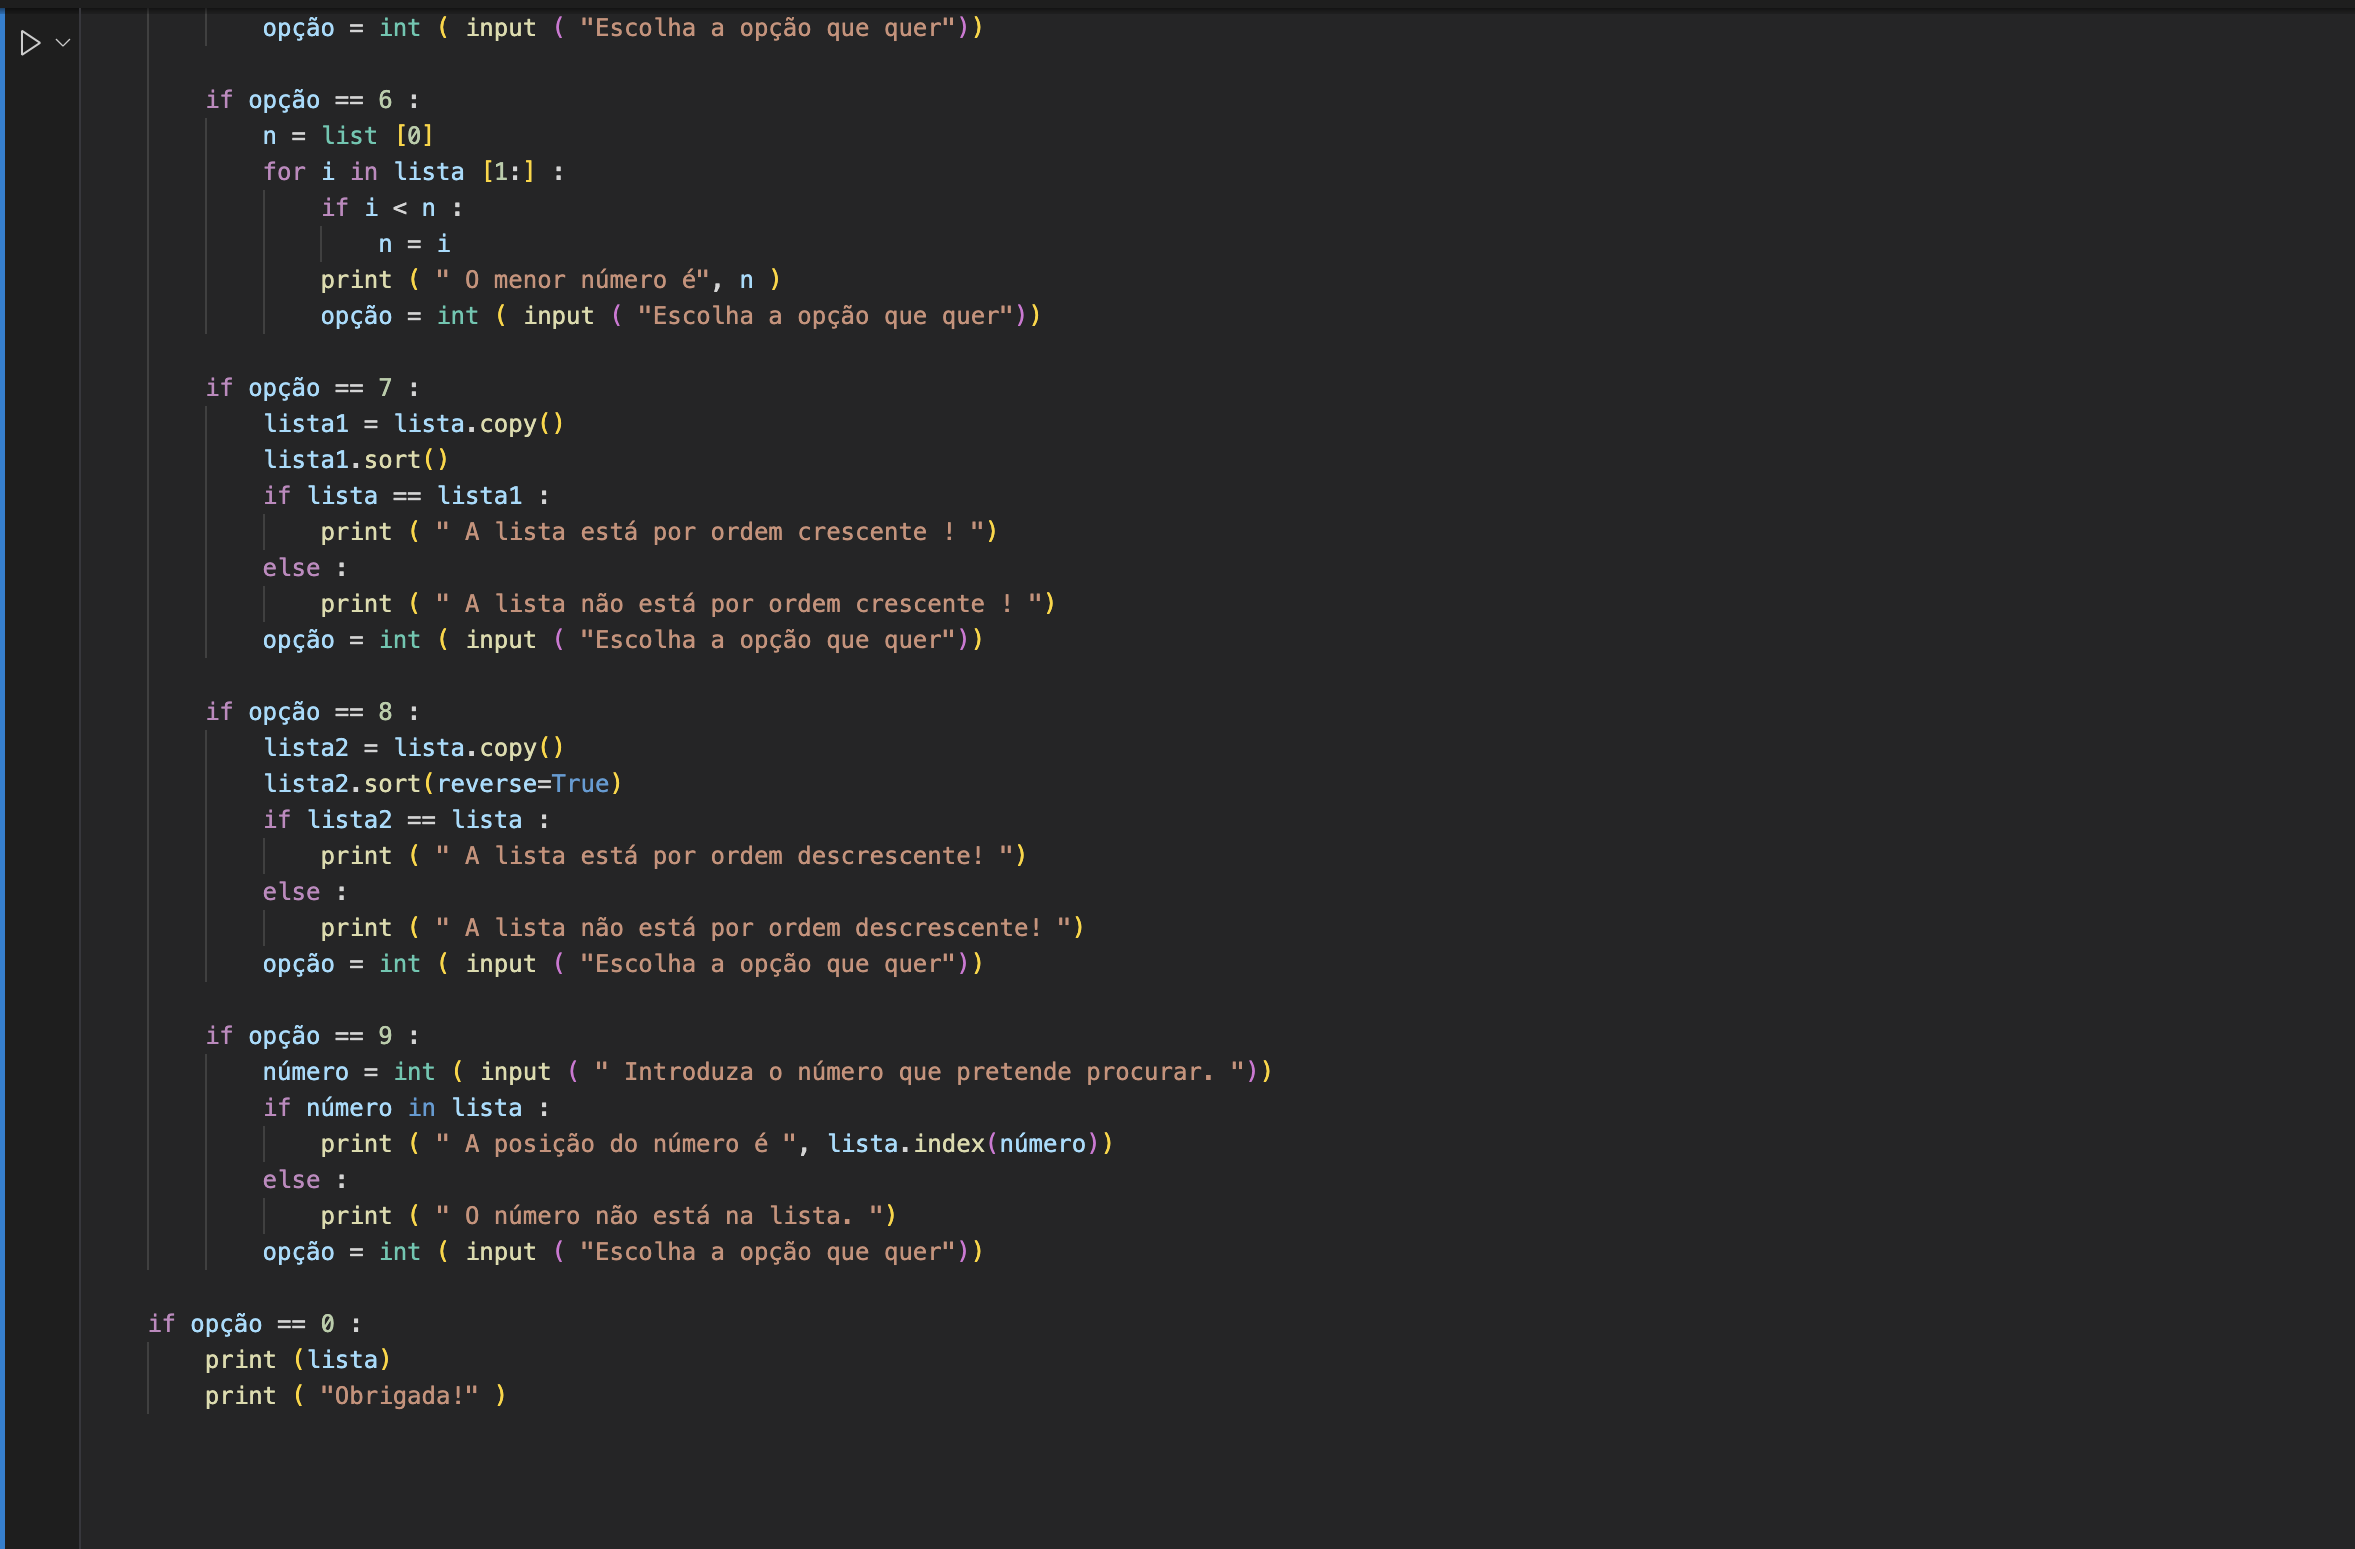 opção = int ( input ( "Escolha a opção que quer"))
if opção == 6 :
n = list [0]
for i in lista [1:] :
if i < n :
n = i
print ( " O menor número é", n )
opção = int ( input ( "Escolha a opção que quer"))
if opção == 7 :
lista1 = lista.copy()
lista1.sort()
if lista == lista1 :
print ( " A lista está por ordem crescente ! ")
else :
print ( " A lista não está por ordem crescente ! ")
opção = int ( input ( "Escolha a opção que quer"))
if opção == 8 :
lista2 = lista.copy()
lista2.sort(reverse=True)
if lista2 == lista :
print ( " A lista está por ordem descrescente! ")
else :
print ( " A lista não está por ordem descrescente! ")
opção = int ( input ( "Escolha a opção que quer"))
if opção == 9 :
número = int ( input ( " Introduza o número que pretende procurar. "))
if número in lista :
print ( " A posição do número é ", lista.index(número))
else :
print ( " O número não está na lista. ")
opção = int ( input ( "Escolha a opção que quer"))
if opção == 0 :
print (lista)
print ( "Obrigada!" )